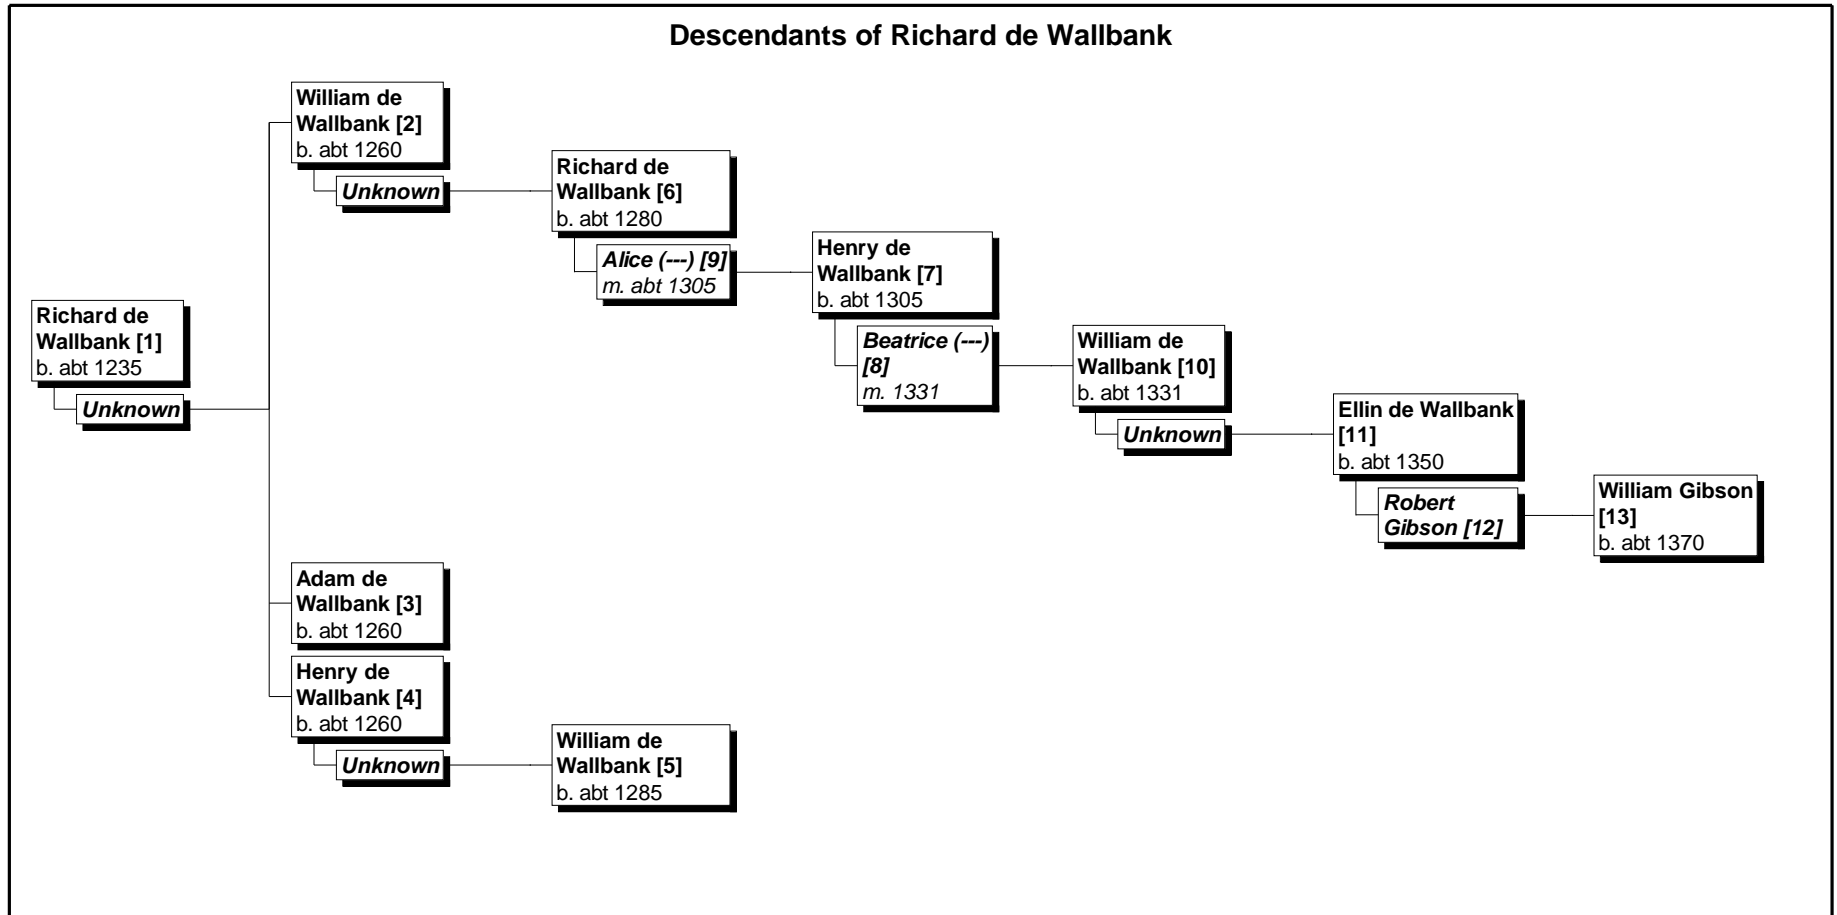 Descendants of Richard de Wallbank
William de
Wallbank [2]
b. abt 1260
Unknown
Richard de
Wallbank [6]
b. abt 1280
Alice (---) [9]
m. abt 1305
Henry de
Wallbank [7]
b. abt 1305
Beatrice (---)
[8]
m. 1331
Richard de
Wallbank [1]
b. abt 1235
Unknown
William de
Wallbank [10]
b. abt 1331
Unknown
Ellin de Wallbank
[11]
b. abt 1350
Robert
Gibson [12]
William Gibson
[13]
b. abt 1370
Adam de
Wallbank [3]
b. abt 1260
Henry de
Wallbank [4]
b. abt 1260
Unknown
William de
Wallbank [5]
b. abt 1285